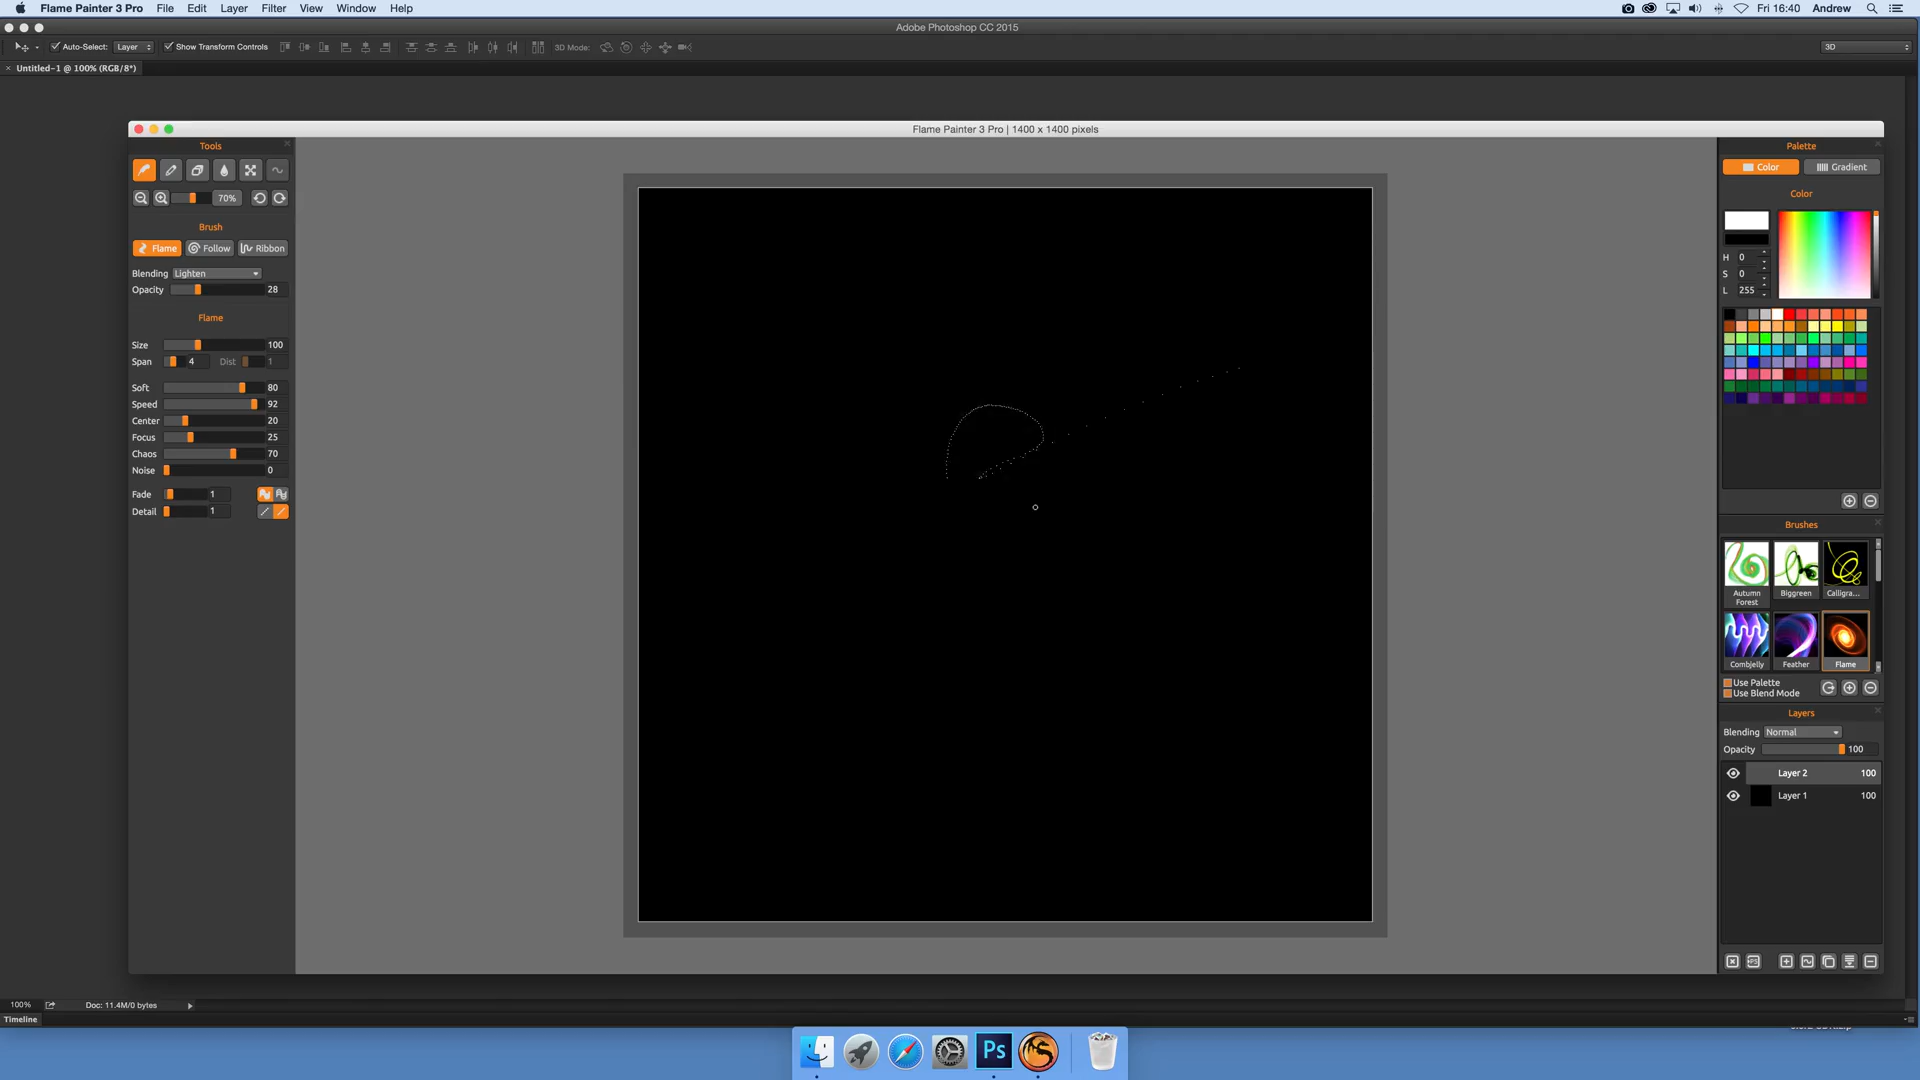 Flame Painter 3 Pro File Edit Layer Filter View Window Help Fri 16:40 Andrew
Adobe Photoshop CC 2015
Auto-Select: Layer Show Transform Controls 3D Mode: 3D
× Untitled-1 @ 100% (RGB/8*)
Flame Painter 3 Pro | 1400 x 1400 pixels
Tools
70%
Brush
Flame Follow Ribbon
Blending Lighten
Opacity 28
Flame
Size 100
Span 4 Dist 1
Soft 80
Speed 92
Center 20
Focus 25
Chaos 70
Noise 0
Fade 1
Detail 1
Palette
Color Gradient
Color
H 0
S 0
L 255
Brushes
Autumn Forest Biggreen Calligra...
CombJelly Feather Flame
Use Palette
Use Blend Mode
Layers
Blending Normal
Opacity 100
Layer 2 100
Layer 1 100
PS
100% Doc: 11.4M/0 bytes
Timeline
Ps